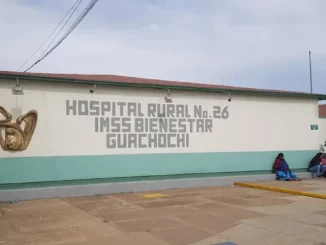 HOSPITAL RURAL No. 26
IMSS BIENESTAR
GUACHOCHI